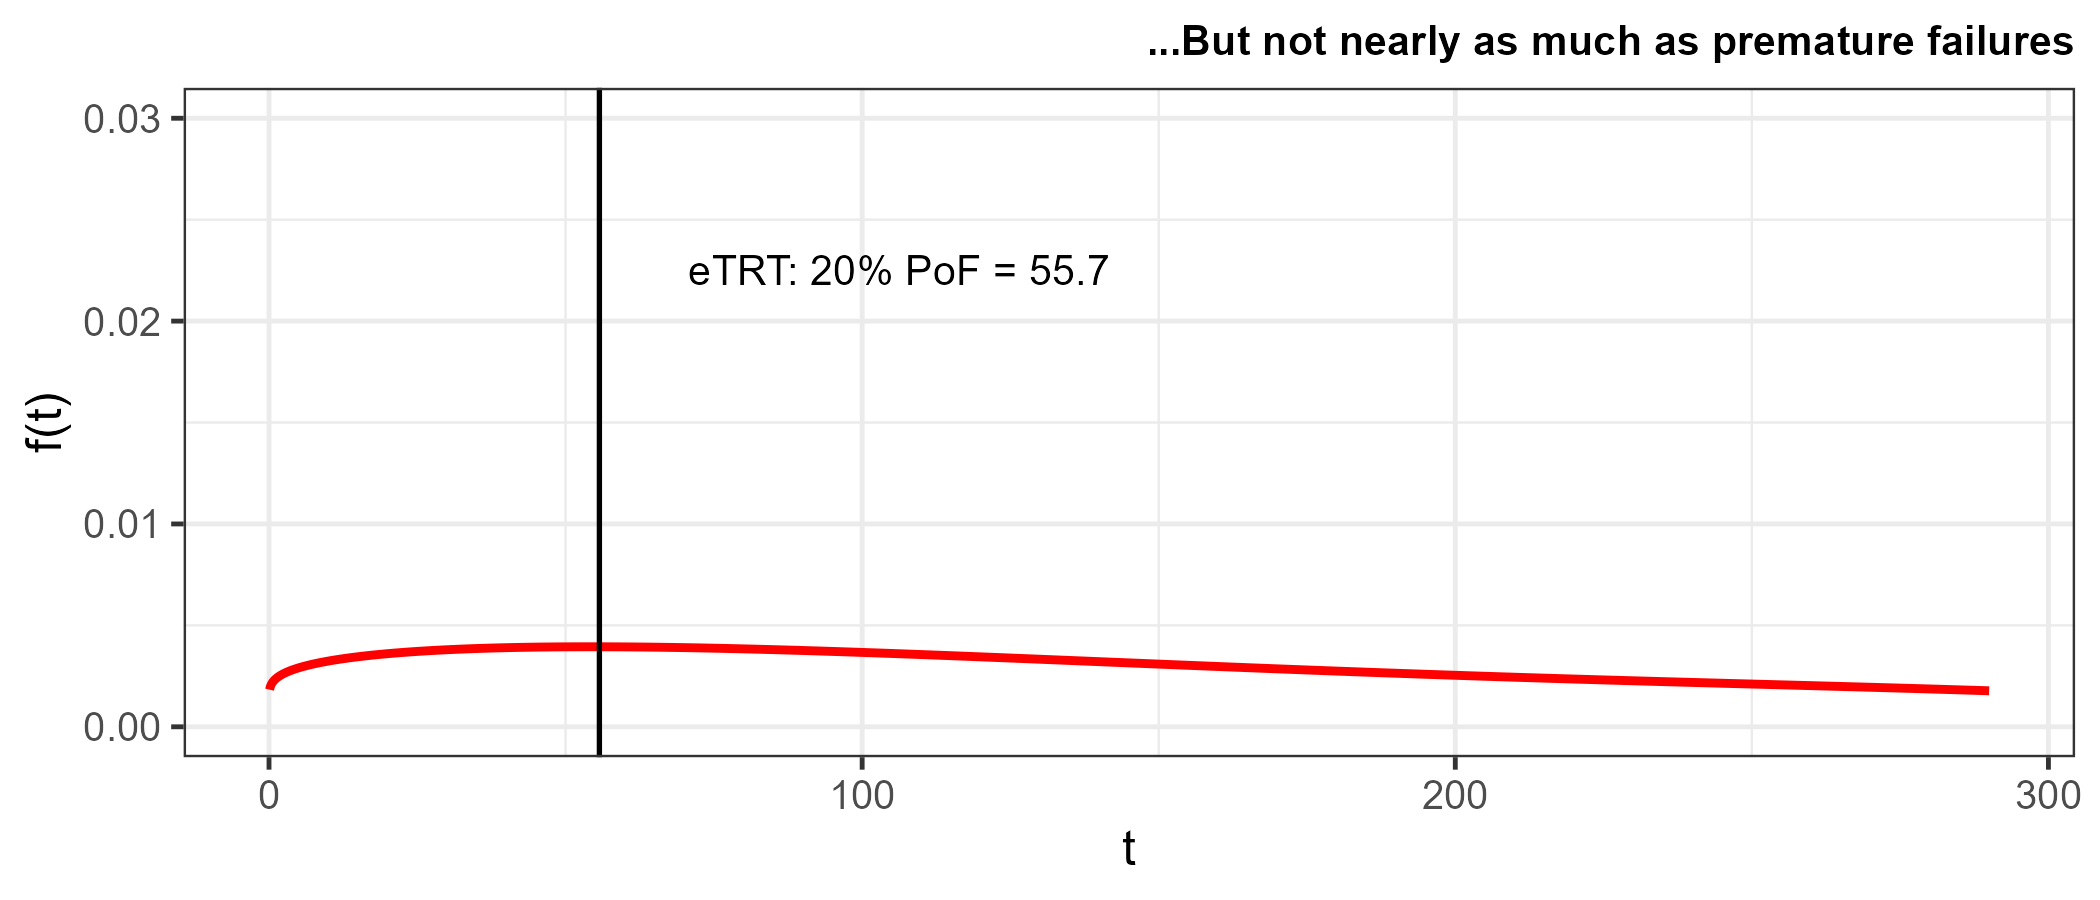 ...But not nearly as much as premature failures
0.03
0.02
0.01
0.00
f(t)
eTRT: 20% PoF = 55.7
0 100 200 300
t